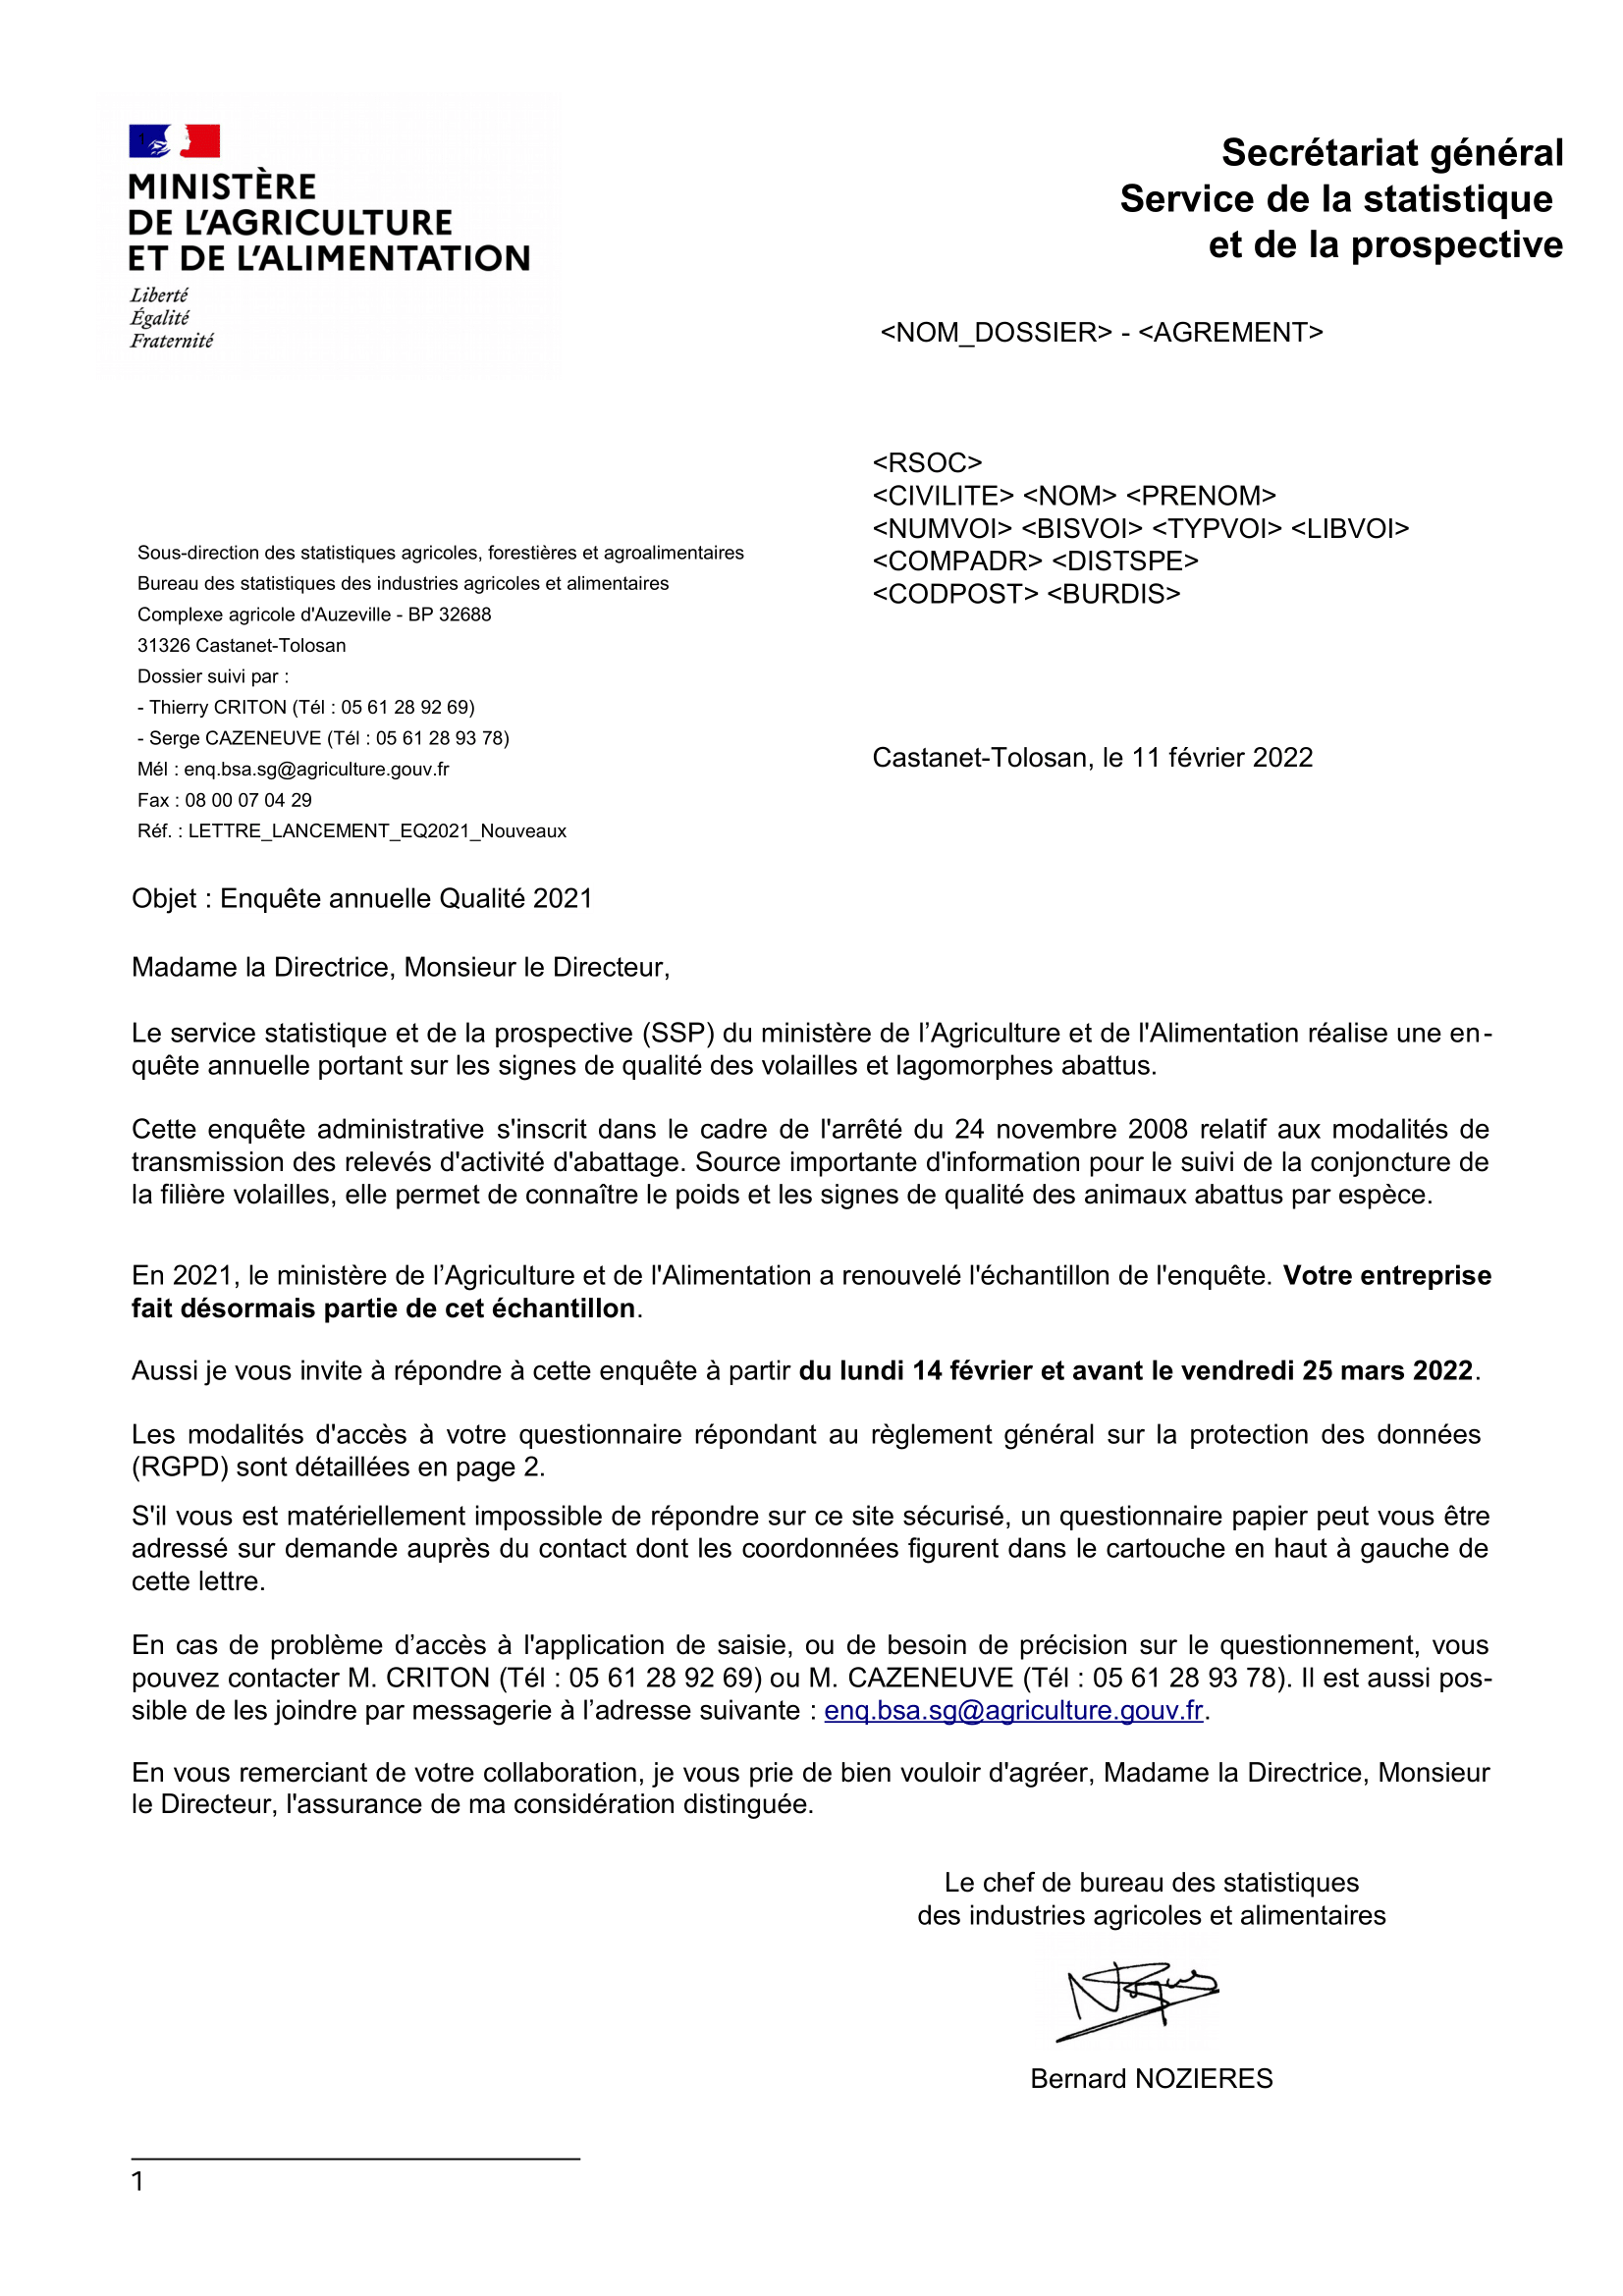 1
MINISTÈRE
DE L’AGRICULTURE
ET DE L’ALIMENTATION
Liberté
Égalité
Fraternité
Secrétariat général
Service de la statistique
et de la prospective
<NOM_DOSSIER> - <AGREMENT>
<RSOC>
<CIVILITE> <NOM> <PRENOM>
<NUMVOI> <BISVOI> <TYPVOI> <LIBVOI>
<COMPADR> <DISTSPE>
<CODPOST> <BURDIS>
Sous-direction des statistiques agricoles, forestières et agroalimentaires
Bureau des statistiques des industries agricoles et alimentaires
Complexe agricole d'Auzeville - BP 32688
31326 Castanet-Tolosan
Dossier suivi par :
- Thierry CRITON (Tél : 05 61 28 92 69)
- Serge CAZENEUVE (Tél : 05 61 28 93 78)
Mél : enq.bsa.sg@agriculture.gouv.fr
Fax : 08 00 07 04 29
Réf. : LETTRE_LANCEMENT_EQ2021_Nouveaux
Castanet-Tolosan, le 11 février 2022
Objet : Enquête annuelle Qualité 2021
Madame la Directrice, Monsieur le Directeur,
Le service statistique et de la prospective (SSP) du ministère de l’Agriculture et de l'Alimentation réalise une en-
quête annuelle portant sur les signes de qualité des volailles et lagomorphes abattus.
Cette enquête administrative s'inscrit dans le cadre de l'arrêté du 24 novembre 2008 relatif aux modalités de
transmission des relevés d'activité d'abattage. Source importante d'information pour le suivi de la conjoncture de
la filière volailles, elle permet de connaître le poids et les signes de qualité des animaux abattus par espèce.
En 2021, le ministère de l’Agriculture et de l'Alimentation a renouvelé l'échantillon de l'enquête. Votre entreprise
fait désormais partie de cet échantillon.
Aussi je vous invite à répondre à cette enquête à partir du lundi 14 février et avant le vendredi 25 mars 2022.
Les modalités d'accès à votre questionnaire répondant au règlement général sur la protection des données
(RGPD) sont détaillées en page 2.
S'il vous est matériellement impossible de répondre sur ce site sécurisé, un questionnaire papier peut vous être
adressé sur demande auprès du contact dont les coordonnées figurent dans le cartouche en haut à gauche de
cette lettre.
En cas de problème d’accès à l'application de saisie, ou de besoin de précision sur le questionnement, vous
pouvez contacter M. CRITON (Tél : 05 61 28 92 69) ou M. CAZENEUVE (Tél : 05 61 28 93 78). Il est aussi pos-
sible de les joindre par messagerie à l’adresse suivante : enq.bsa.sg@agriculture.gouv.fr.
En vous remerciant de votre collaboration, je vous prie de bien vouloir d'agréer, Madame la Directrice, Monsieur
le Directeur, l'assurance de ma considération distinguée.
Le chef de bureau des statistiques
des industries agricoles et alimentaires
Bernard NOZIERES
1